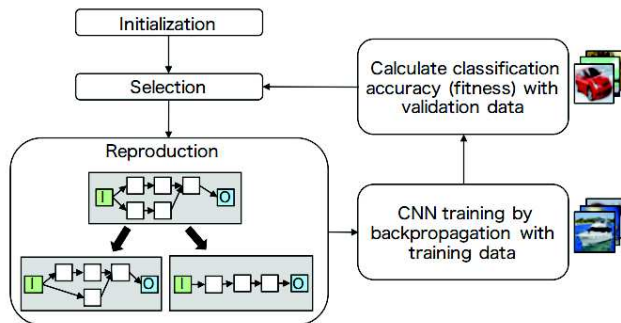 Initialization
Selection
Reproduction
I
O
I
O
I
O
Calculate classification
accuracy (fitness) with
validation data
CNN training by
backpropagation with
training data